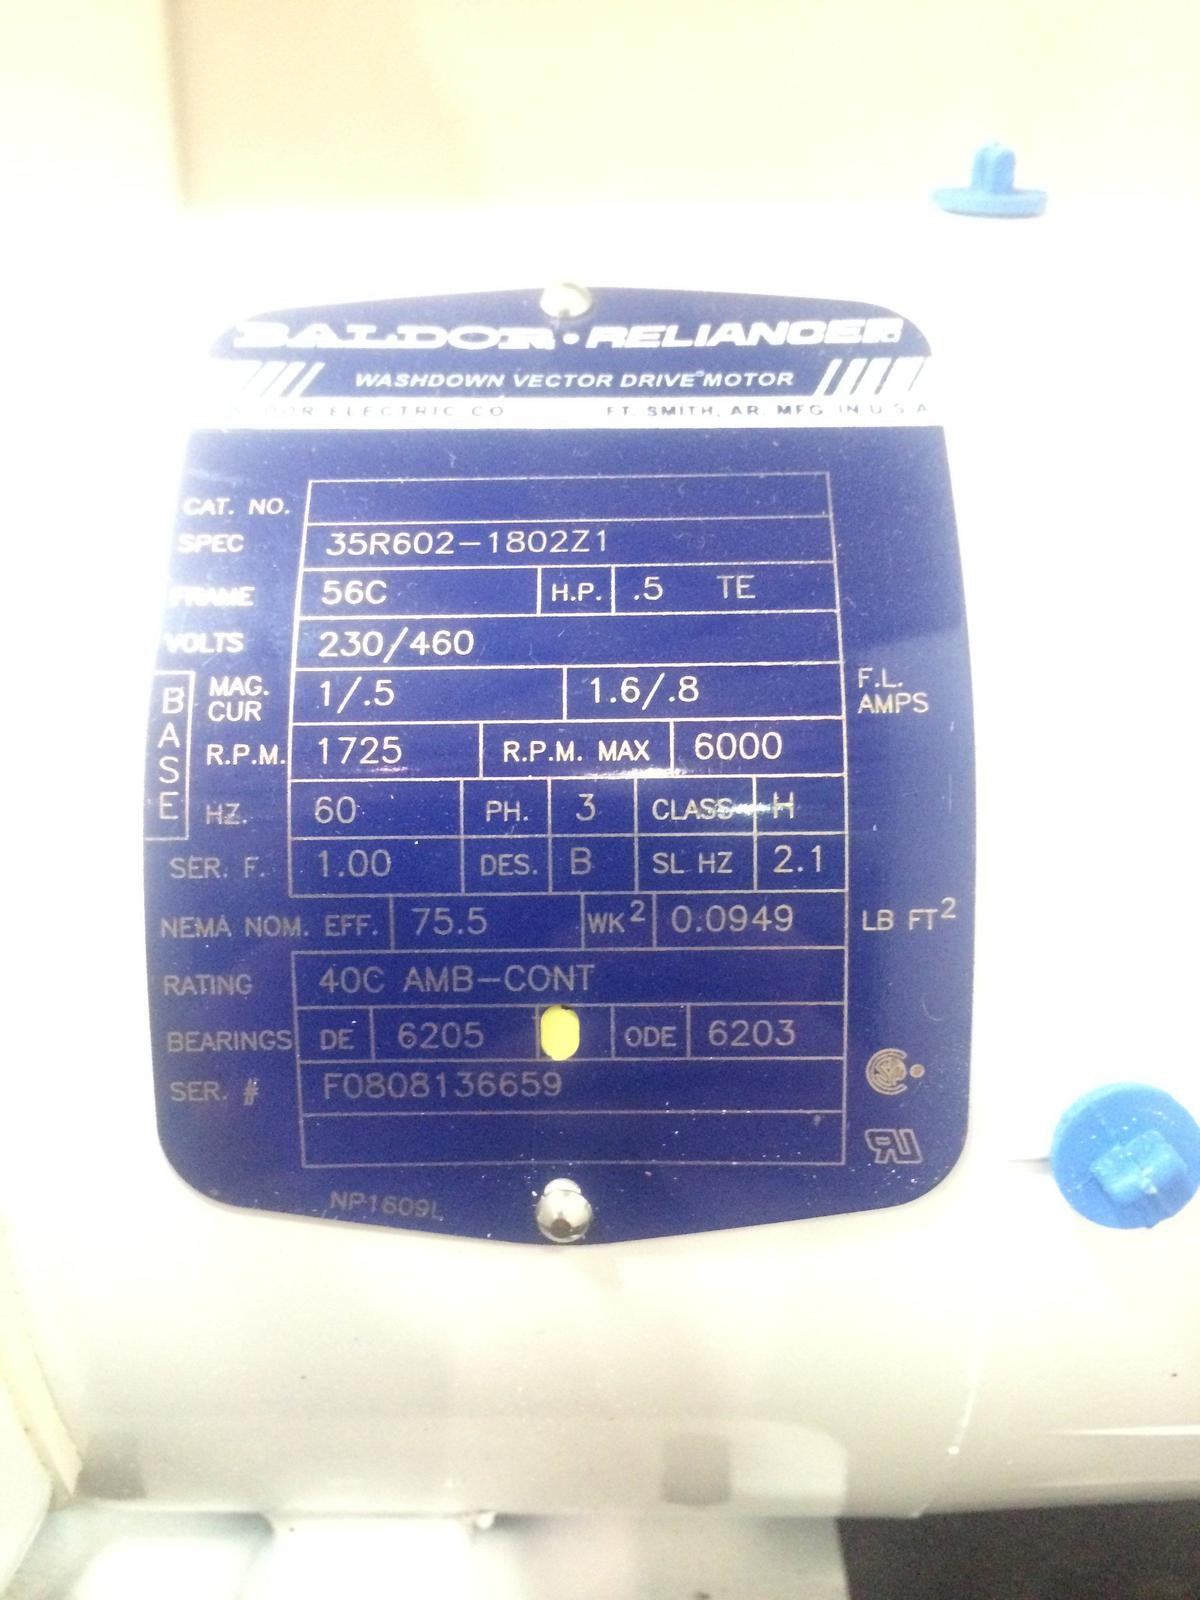 BALDOR • RELIANCER
WASHDOWN VECTOR DRIVE® MOTOR
ELECTRIC CO FT. SMITH, AR. MFG IN U S A
CAT. NO.
SPEC 35R602-1802Z1
FRAME 56C H.P. .5 TE
VOLTS 230/460
BASE
MAG. CUR 1/.5 1.6/.8 F.L. AMPS
R.P.M. 1725 R.P.M. MAX 6000
HZ. 60 PH. 3 CLASS H
SER. F. 1.00 DES. B SL HZ 2.1
NEMA NOM. EFF. 75.5 WK² 0.0949 LB FT²
RATING 40C AMB-CONT
BEARINGS DE 6205 ODE 6203
SER. # F0808136659
NP1609L